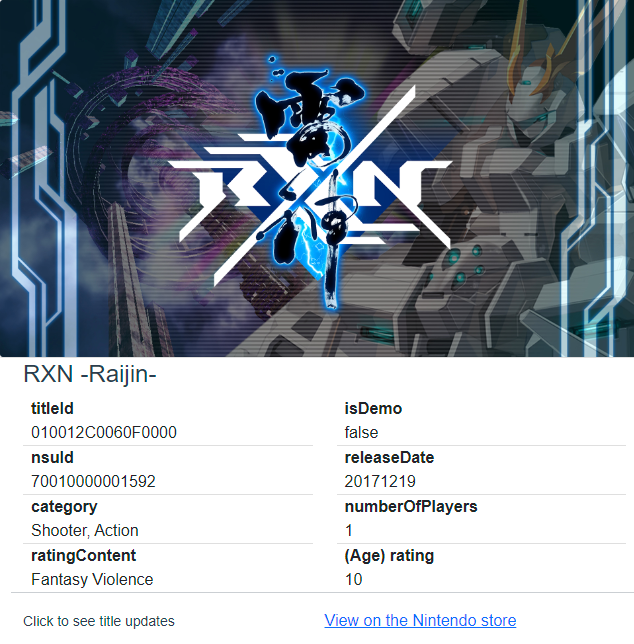 雷神
RXN
RXN -Raijin-
titleId
isDemo
010012C0060F0000
false
nsuId
releaseDate
70010000001592
20171219
category
numberOfPlayers
Shooter, Action
1
ratingContent
(Age) rating
Fantasy Violence
10
Click to see title updates
View on the Nintendo store